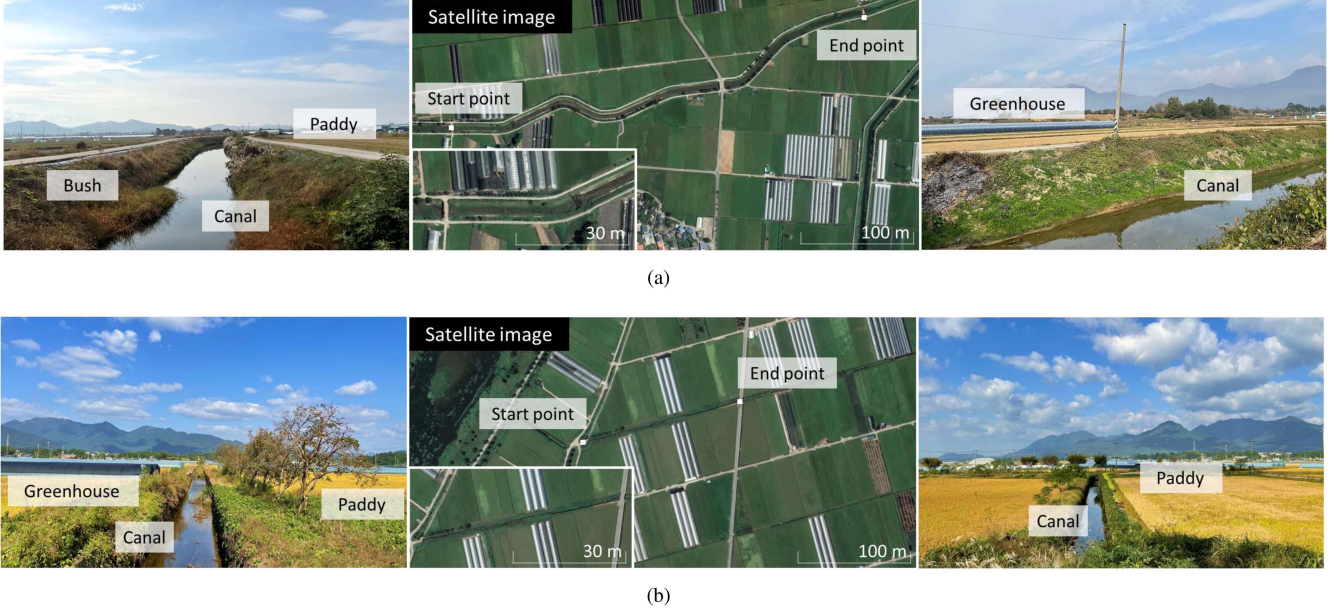 Satellite image
End point
Start point
Paddy
Bush
Canal
30 m
100 m
Greenhouse
Canal
(a)
Satellite image
Start point
End point
Greenhouse
Canal
Paddy
30 m
100 m
Canal
Paddy
(b)